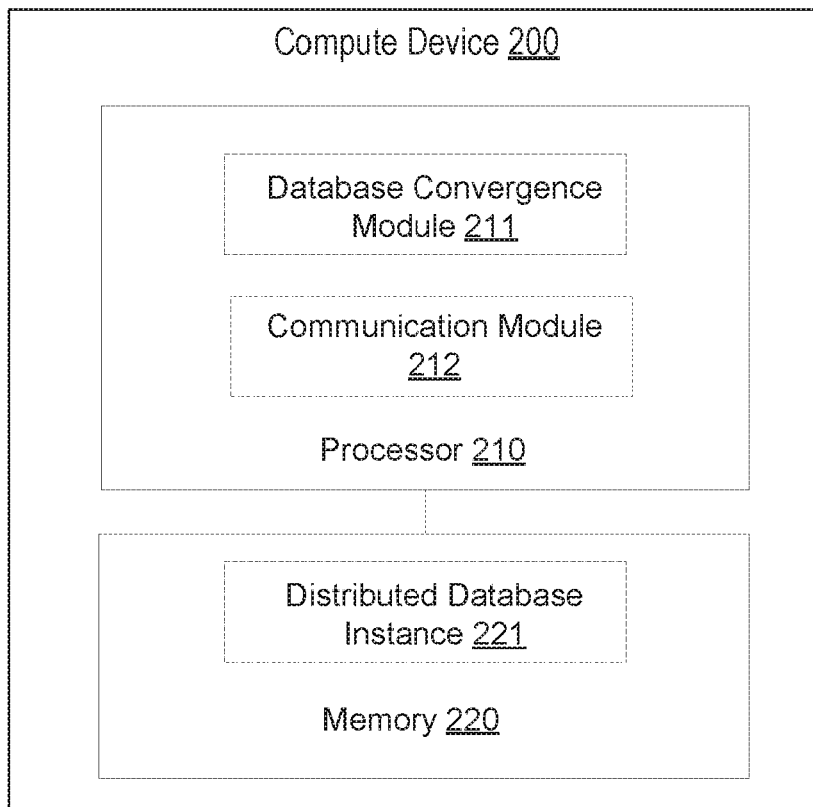 Compute Device 200
Database Convergence
Module 211
Communication Module
212
Processor 210
Distributed Database
Instance 221
Memory 220